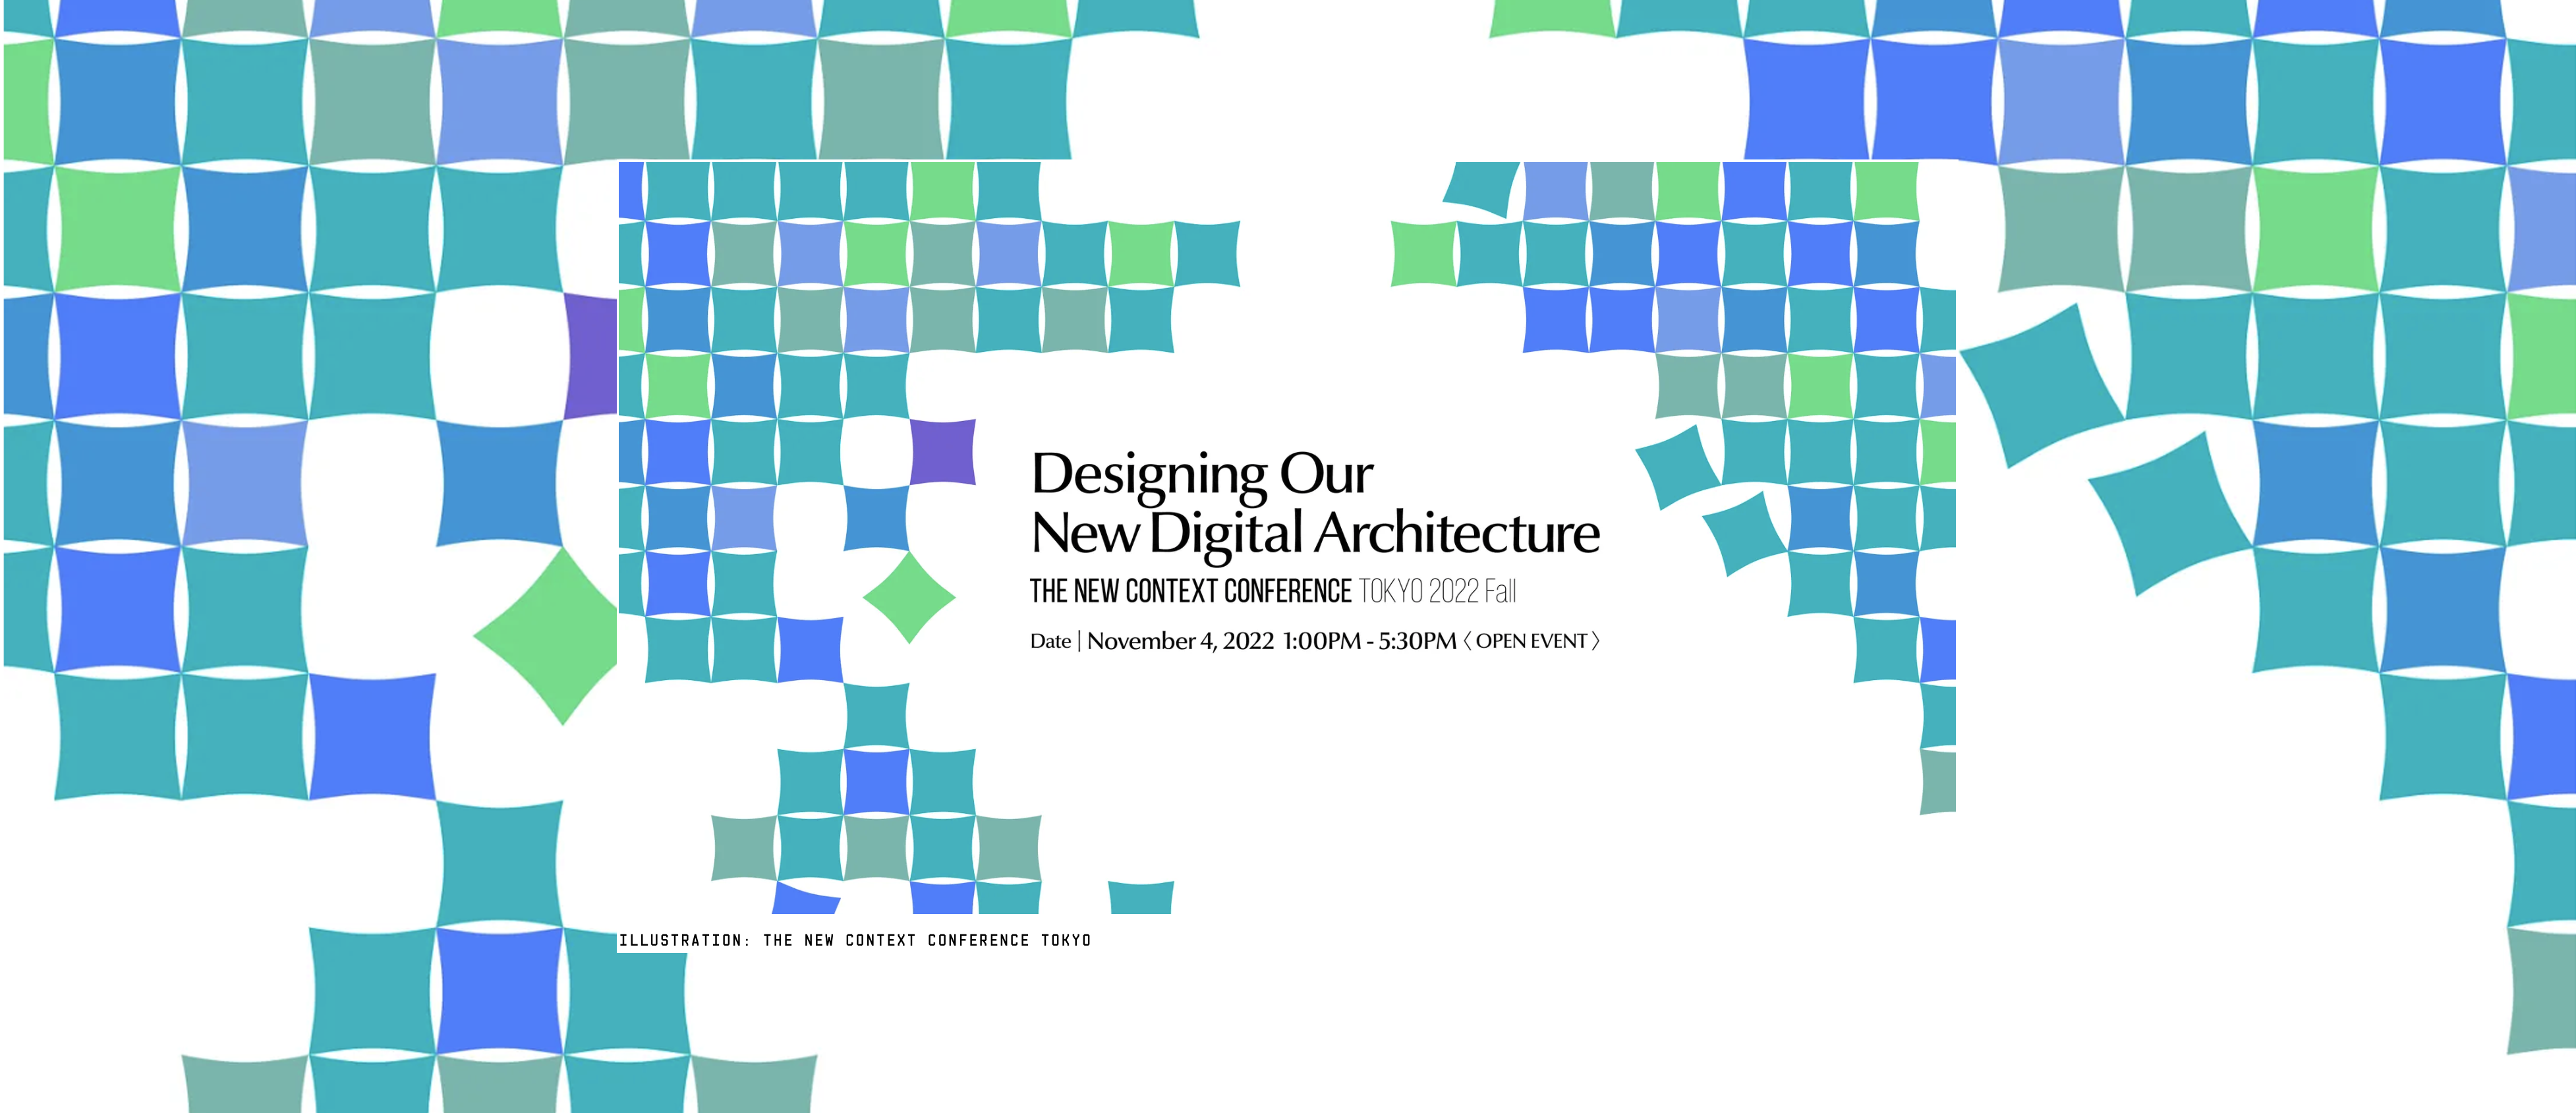 Designing Our
New Digital Architecture
THE NEW CONTEXT CONFERENCE TOKYO 2022 Fall
Date | November 4, 2022 1:00PM - 5:30PM〈 OPEN EVENT 〉
ILLUSTRATION: THE NEW CONTEXT CONFERENCE TOKYO